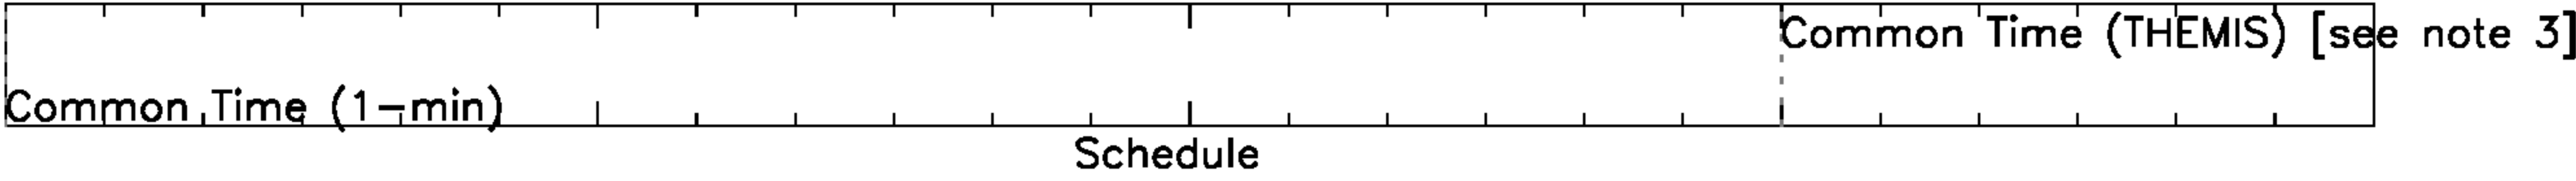 Common Time (THEMIS) [see note 3]
Common Time (1-min)
Schedule